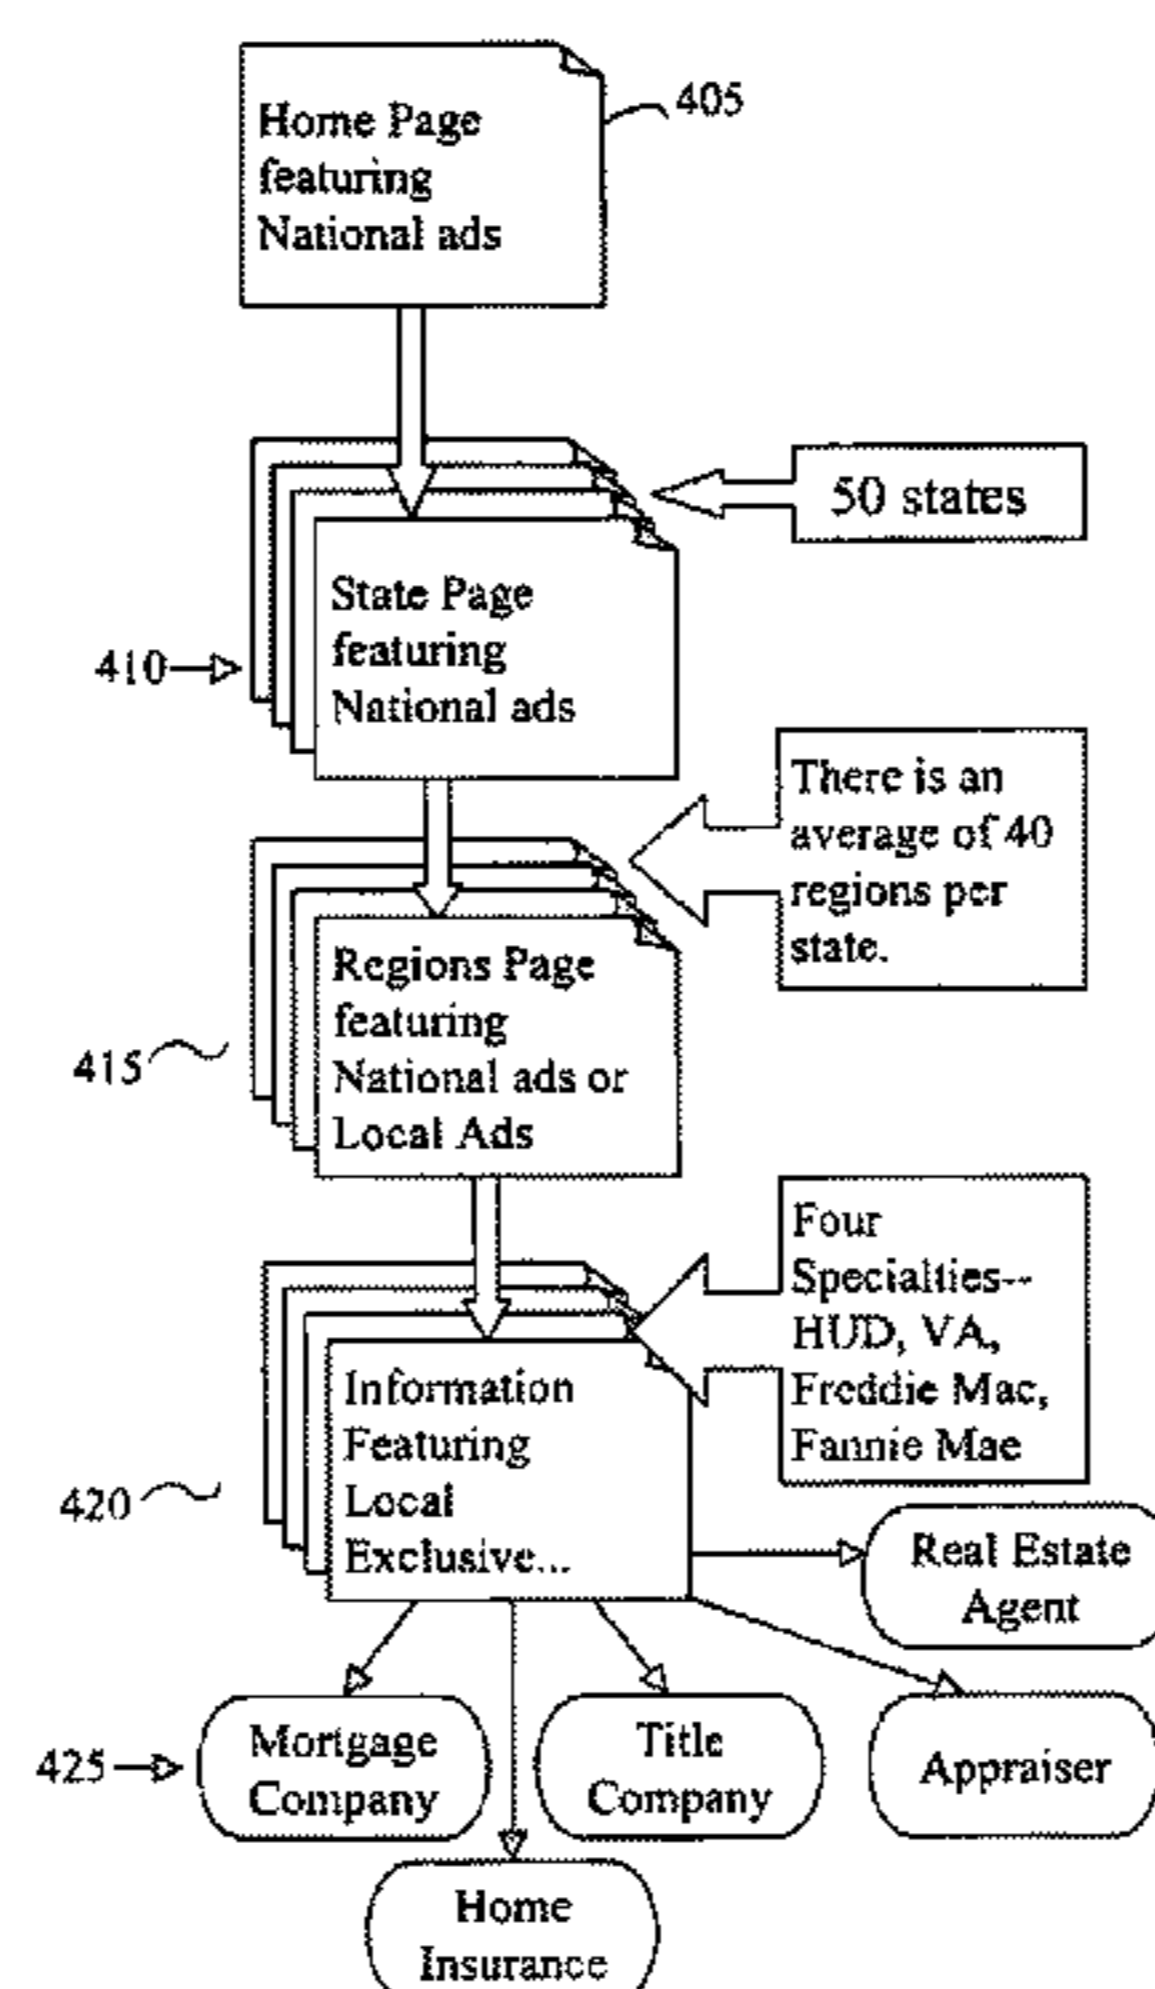 Home Page
featuring
National ads
405
50 states
State Page
featuring
National ads
410
There is an
average of 40
regions per
state.
Regions Page
featuring
National ads or
Local Ads
415
Four
Specialties--
HUD, VA,
Freddie Mac,
Fannie Mae
Information
Featuring
Local
Exclusive...
420
Real Estate
Agent
Mortgage
Company
425
Title
Company
Appraiser
Home
Insurance